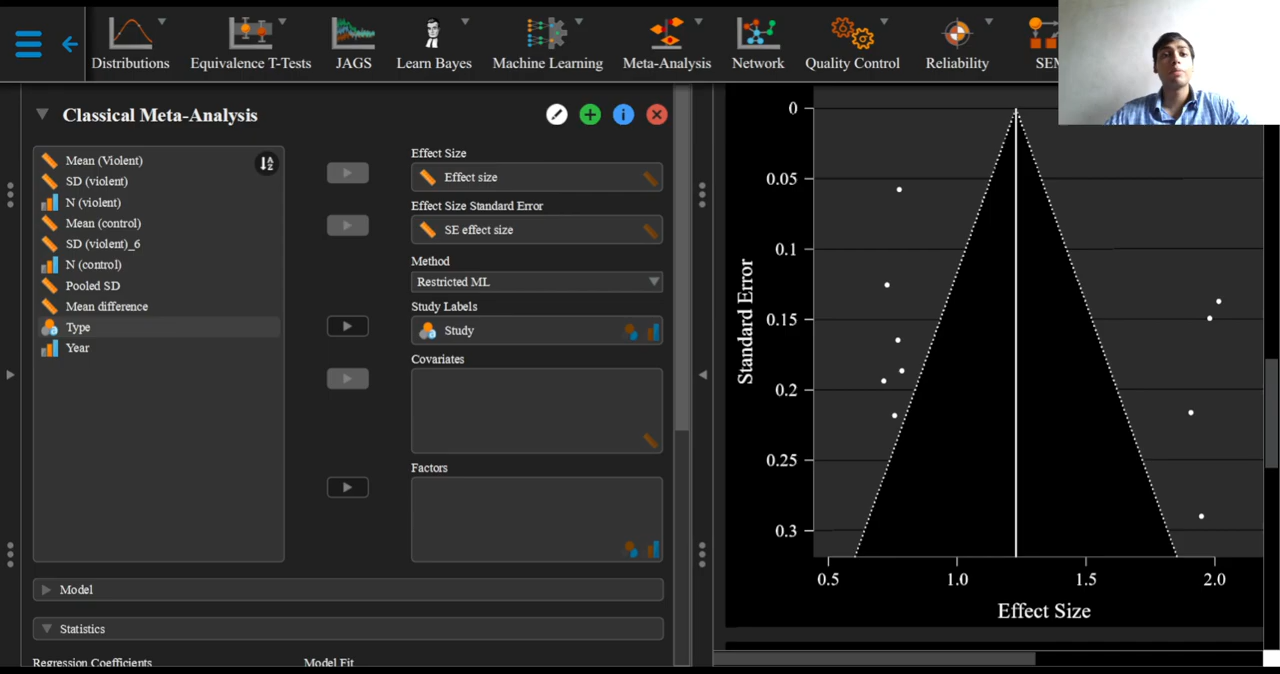 Distributions Equivalence T-Tests JAGS Learn Bayes Machine Learning Meta-Analysis Network Quality Control Reliability SEM
Classical Meta-Analysis
Mean (Violent)
SD (violent)
N (violent)
Mean (control)
SD (violent)_6
N (control)
Pooled SD
Mean difference
Type
Year
Effect Size
Effect size
Effect Size Standard Error
SE effect size
Method
Restricted ML
Study Labels
Study
Covariates
Factors
Model
Statistics
Regression Coefficients Model Fit
0
0.05
0.1
0.15
0.2
0.25
0.3
Standard Error
0.5 1.0 1.5 2.0
Effect Size